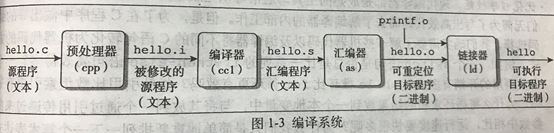 printf.o
hello.c
预处理器
(cpp)
hello.i
编译器
(cc1)
hello.s
汇编器
(as)
hello.o
链接器
(ld)
hello
源程序
(文本)
被修改的
源程序
(文本)
汇编程序
(文本)
可重定位
目标程序
(二进制)
可执行
目标程序
(二进制)
图 1-3 编译系统